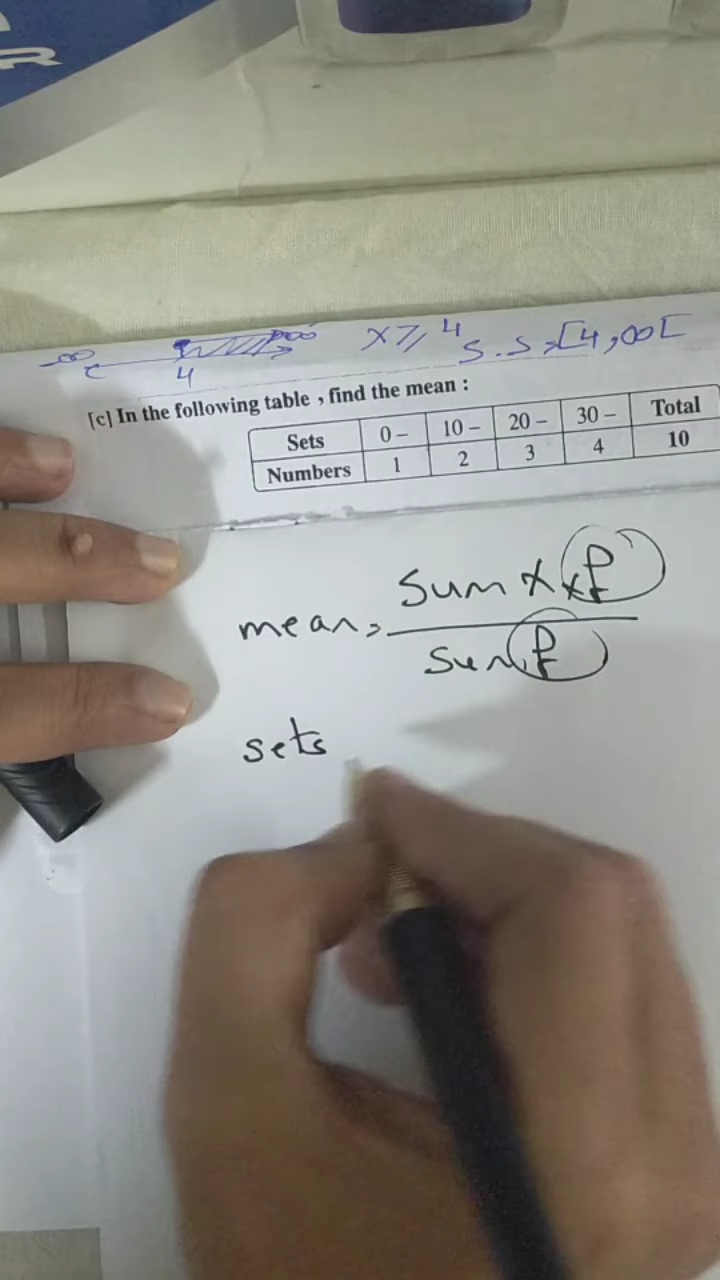 -∞ 4 ∞ X ≥ 4 S.S = [4, ∞[
[c] In the following table , find the mean :
Sets 0 – 10 – 20 – 30 – Total
Numbers 1 2 3 4 10
mean = sum X × f
sum f
sets